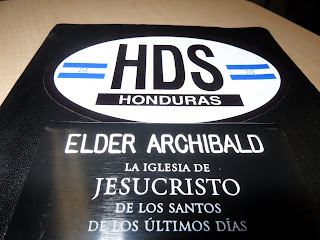 HDS
HONDURAS
ELDER ARCHIBALD
LA IGLESIA DE
JESUCRISTO
DE LOS SANTOS
DE LOS ÚLTIMOS DÍAS